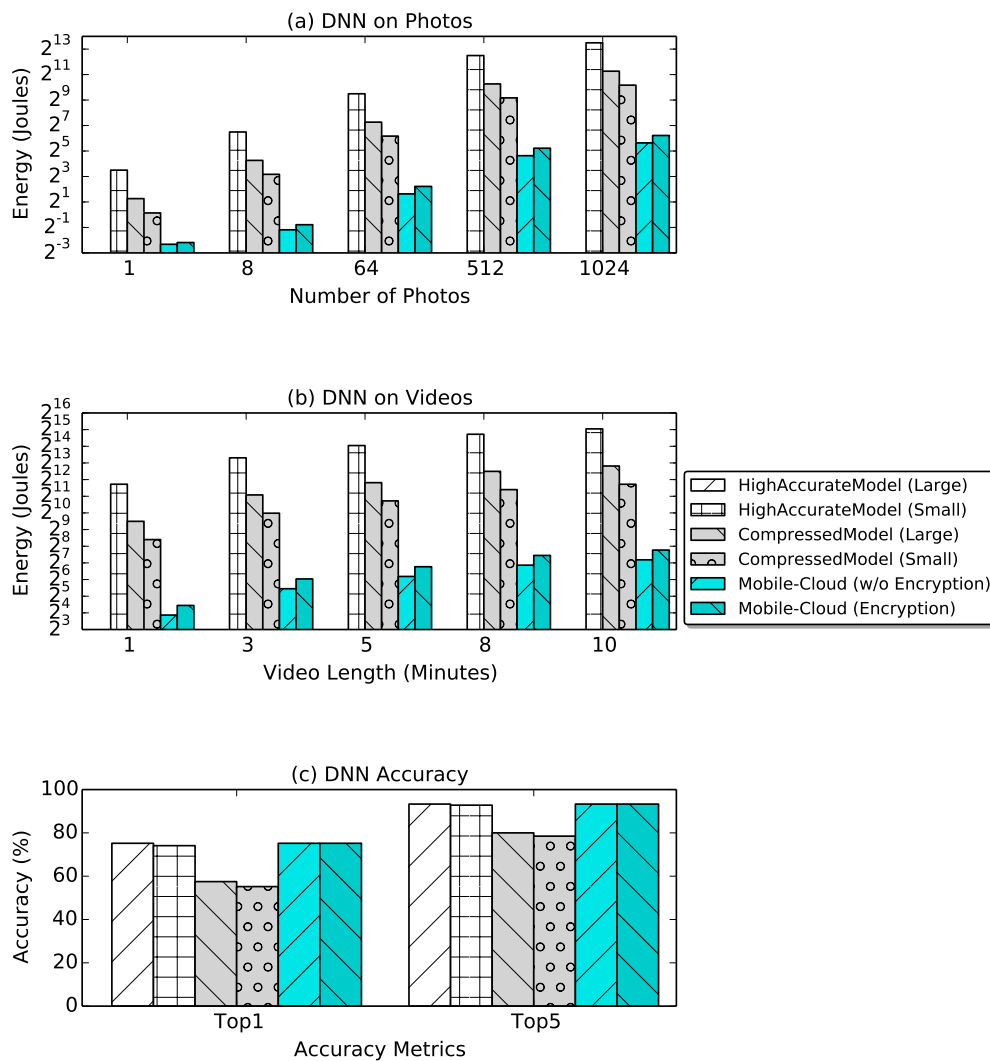 (a) DNN on Photos
Energy (Joules)
2^13
2^11
2^9
2^7
2^5
2^3
2^1
2^-1
2^-3
1 8 64 512 1024
Number of Photos
(b) DNN on Videos
Energy (Joules)
2^16
2^15
2^14
2^13
2^12
2^11
2^10
2^9
2^8
2^7
2^6
2^5
2^4
2^3
1 3 5 8 10
Video Length (Minutes)
HighAccurateModel (Large)
HighAccurateModel (Small)
CompressedModel (Large)
CompressedModel (Small)
Mobile-Cloud (w/o Encryption)
Mobile-Cloud (Encryption)
(c) DNN Accuracy
Accuracy (%)
100
80
60
40
20
0
Top1 Top5
Accuracy Metrics